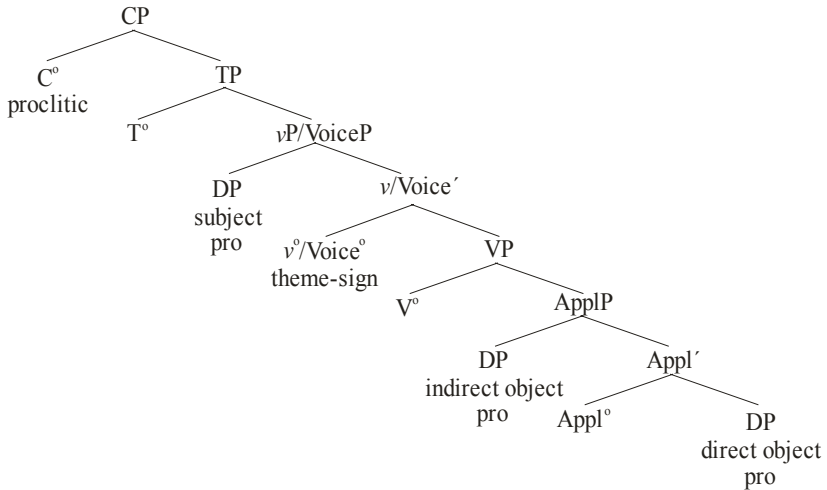 CP
C° TP
proclitic
T° vP/VoiceP
DP v/Voice´
subject
pro
v°/Voice° VP
theme-sign
V° ApplP
DP Appl´
indirect object
pro
Appl° DP
direct object
pro